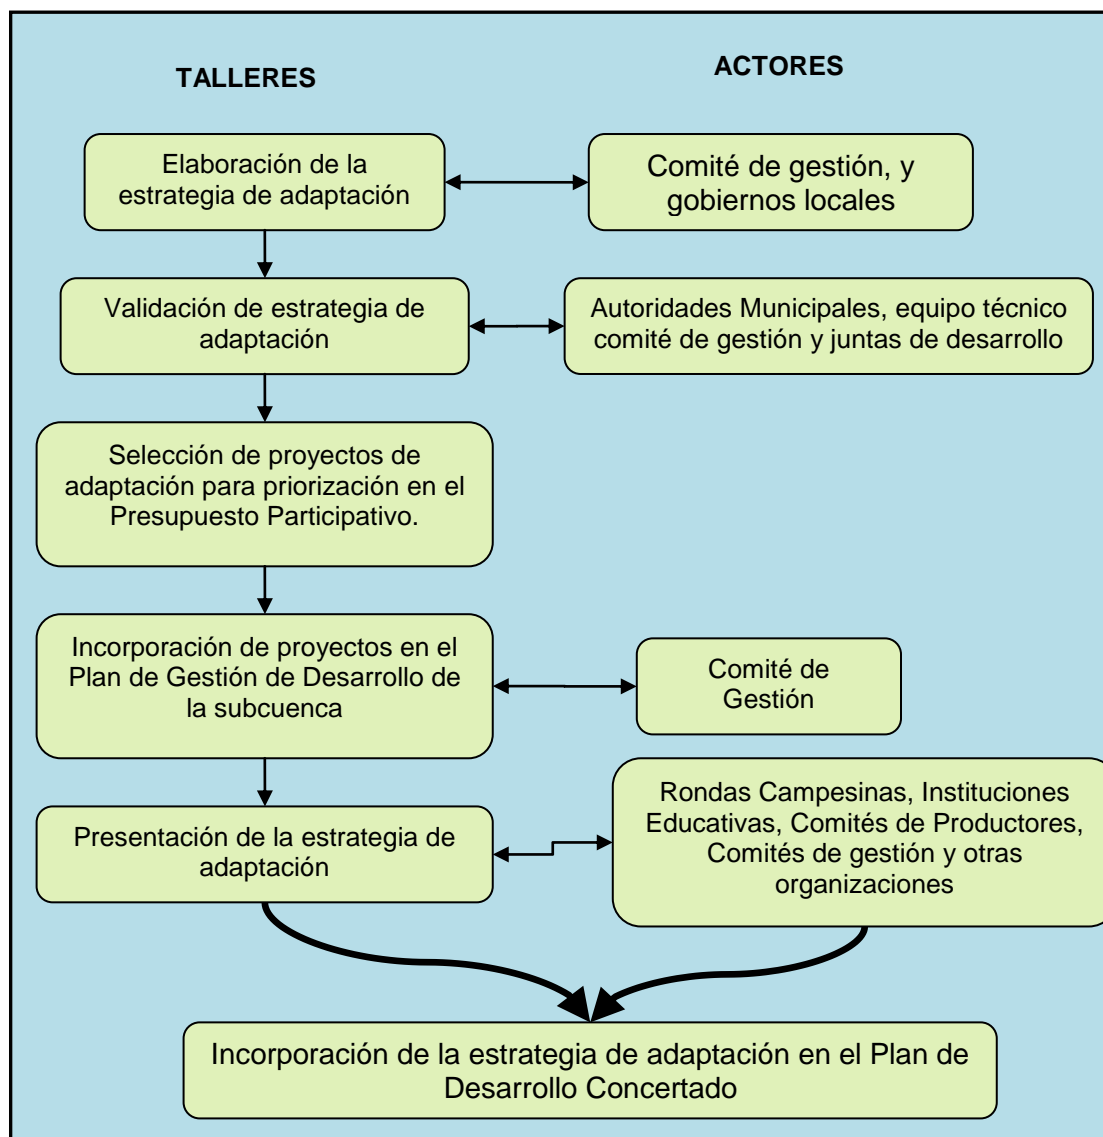 TALLERES
ACTORES
Elaboración de la
estrategia de adaptación
Comité de gestión, y
gobiernos locales
Validación de estrategia de
adaptación
Autoridades Municipales, equipo técnico
comité de gestión y juntas de desarrollo
Selección de proyectos de
adaptación para priorización en el
Presupuesto Participativo.
Incorporación de proyectos en el
Plan de Gestión de Desarrollo de
la subcuenca
Comité de
Gestión
Presentación de la estrategia de
adaptación
Rondas Campesinas, Instituciones
Educativas, Comités de Productores,
Comités de gestión y otras
organizaciones
Incorporación de la estrategia de adaptación en el Plan de
Desarrollo Concertado